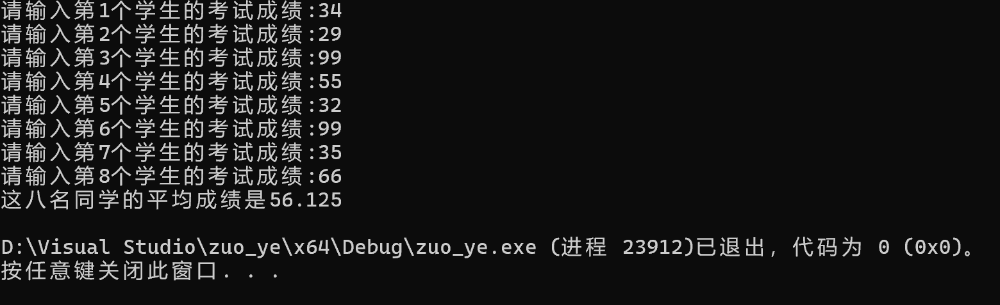 请输入第1个学生的考试成绩:34
请输入第2个学生的考试成绩:29
请输入第3个学生的考试成绩:99
请输入第4个学生的考试成绩:55
请输入第5个学生的考试成绩:32
请输入第6个学生的考试成绩:99
请输入第7个学生的考试成绩:35
请输入第8个学生的考试成绩:66
这八名同学的平均成绩是56.125
D:\Visual Studio\zuo_ye\x64\Debug\zuo_ye.exe (进程 23912)已退出，代码为 0 (0x0)。
按任意键关闭此窗口. . .